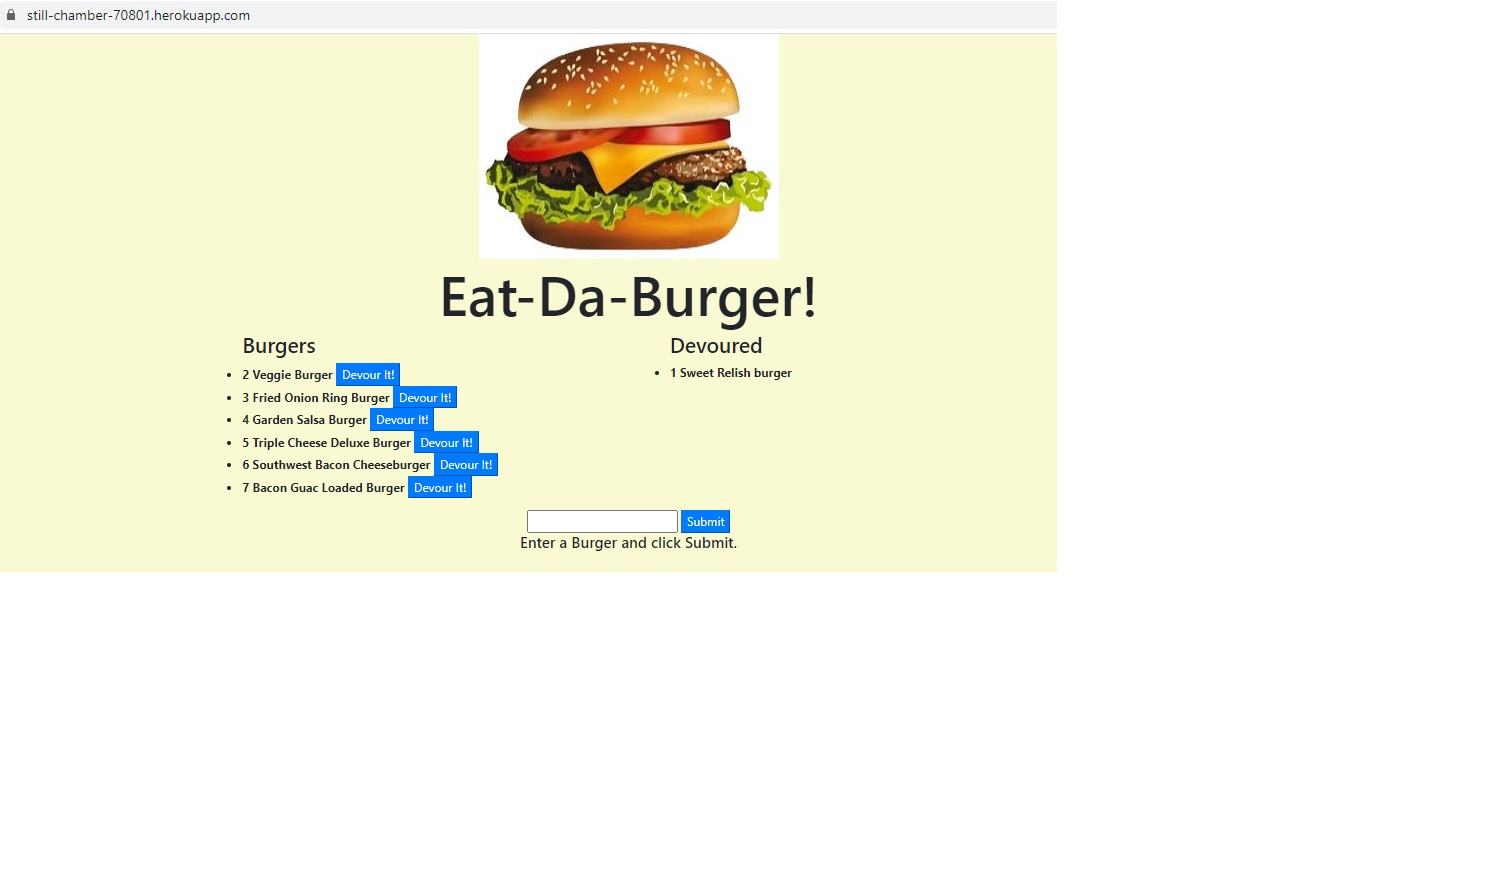 still-chamber-70801.herokuapp.com
Eat-Da-Burger!
Burgers
2 Veggie Burger Devour It!
3 Fried Onion Ring Burger Devour It!
4 Garden Salsa Burger Devour It!
5 Triple Cheese Deluxe Burger Devour It!
6 Southwest Bacon Cheeseburger Devour It!
7 Bacon Guac Loaded Burger Devour It!
Devoured
1 Sweet Relish burger
Submit
Enter a Burger and click Submit.